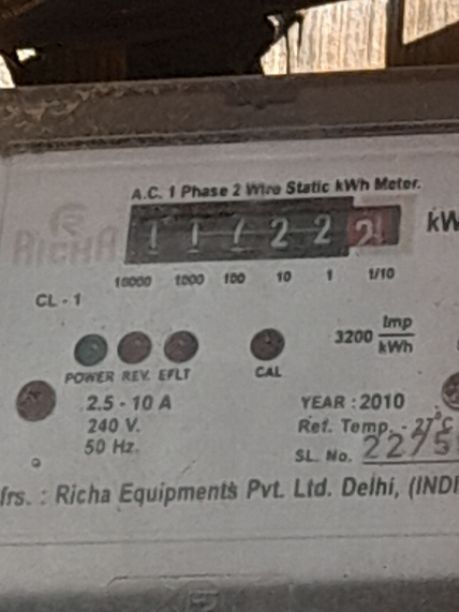 A.C. 1 Phase 2 Wire Static kWh Meter.
RICHA
1 1 1 2 2 2 kW
10000 1000 100 10 1 1/10
CL - 1
3200 Imp
kWh
POWER REV. EFLT CAL
2.5 - 10 A
240 V.
50 Hz.
YEAR : 2010
Ref. Temp. - 27°C
SL. No. 2275
frs. : Richa Equipments Pvt. Ltd. Delhi, (INDI